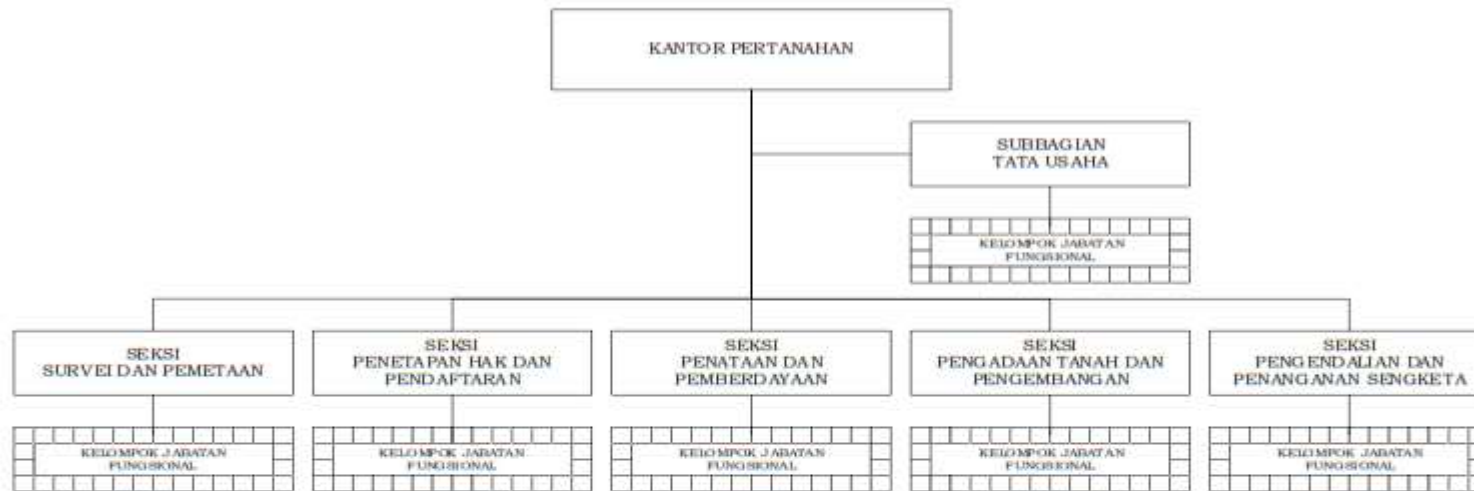 KANTOR PERTANAHAN
SUBBAGIAN
TATA USAHA
KELOMPOK JABATAN
FUNGSIONAL
SEKSI
SURVEI DAN PEMETAAN
SEKSI
PENETAPAN HAK DAN
PENDAFTARAN
SEKSI
PENATAAN DAN
PEMBERDAYAAN
SEKSI
PENGADAAN TANAH DAN
PENGEMBANGAN
SEKSI
PENGENDALIAN DAN
PENANGANAN SENGKETA
KELOMPOK JABATAN
FUNGSIONAL
KELOMPOK JABATAN
FUNGSIONAL
KELOMPOK JABATAN
FUNGSIONAL
KELOMPOK JABATAN
FUNGSIONAL
KELOMPOK JABATAN
FUNGSIONAL